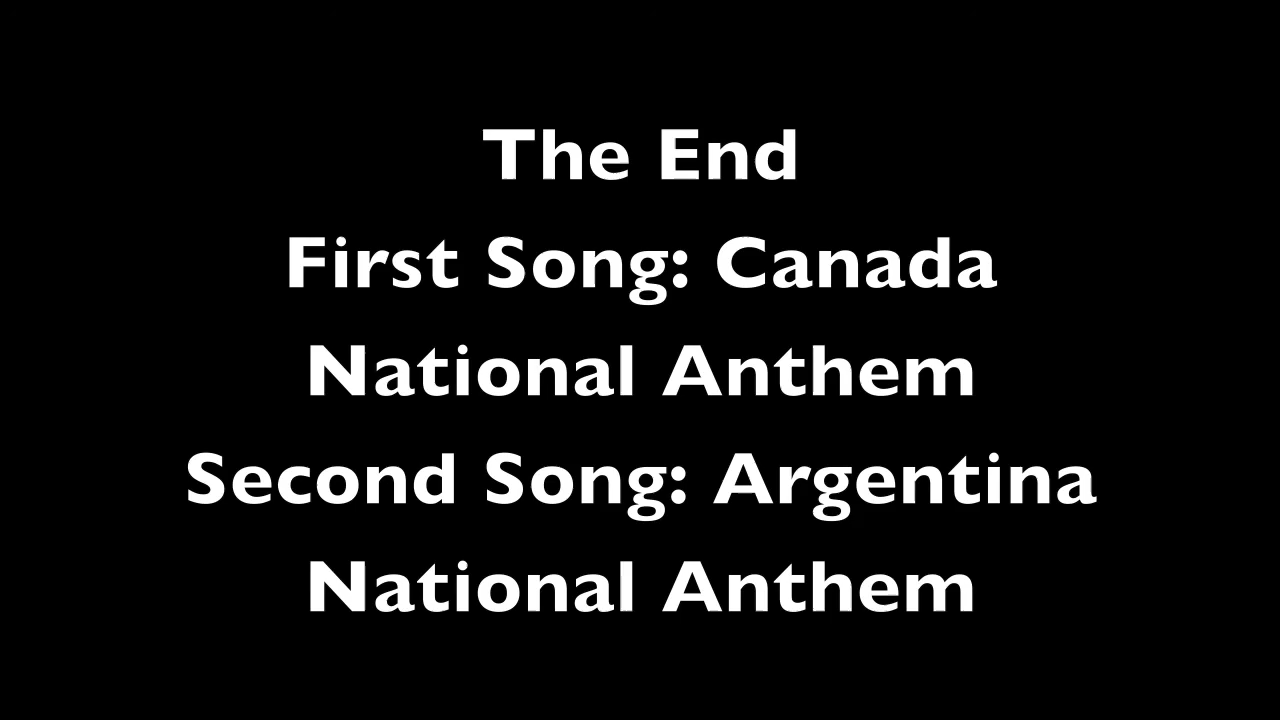 The End
First Song: Canada
National Anthem
Second Song: Argentina
National Anthem